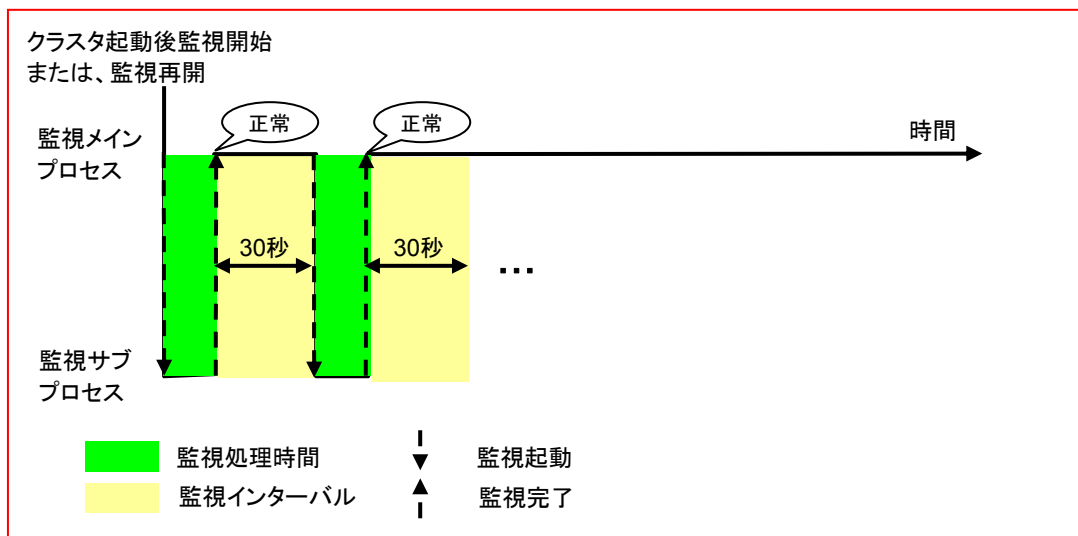 クラスタ起動後監視開始
または、監視再開
正常
正常
時間
監視メイン
プロセス
30秒
30秒
...
監視サブ
プロセス
監視処理時間
監視起動
監視インターバル
監視完了